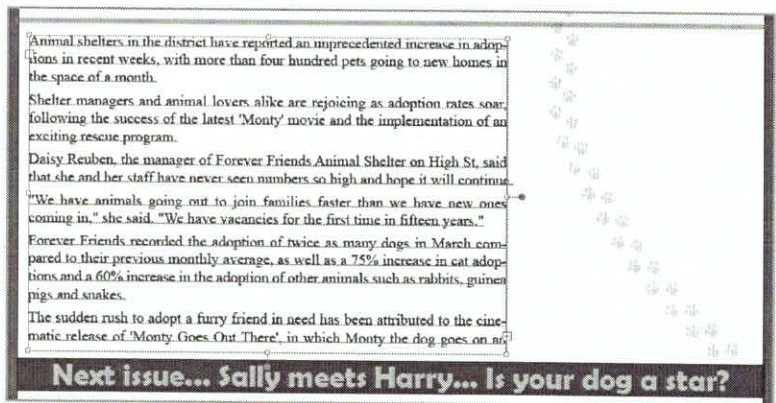 Animal shelters in the district have reported an unprecedented increase in adop-
tions in recent weeks, with more than four hundred pets going to new homes in
the space of a month.
Shelter managers and animal lovers alike are rejoicing as adoption rates soar,
following the success of the latest 'Monty' movie and the implementation of an
exciting rescue program.
Daisy Reuben, the manager of Forever Friends Animal Shelter on High St, said
that she and her staff have never seen numbers so high and hope it will continue.
"We have animals going out to join families faster than we have new ones
coming in," she said. "We have vacancies for the first time in fifteen years."
Forever Friends recorded the adoption of twice as many dogs in March com-
pared to their previous monthly average, as well as a 75% increase in cat adop-
tions and a 60% increase in the adoption of other animals such as rabbits, guinea
pigs and snakes.
The sudden rush to adopt a furry friend in need has been attributed to the cine-
matic release of 'Monty Goes Out There', in which Monty the dog goes on an
Next issue... Sally meets Harry... Is your dog a star?